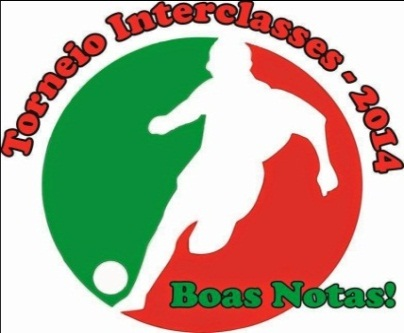 Torneio Interclasses - 2014
Boas Notas!